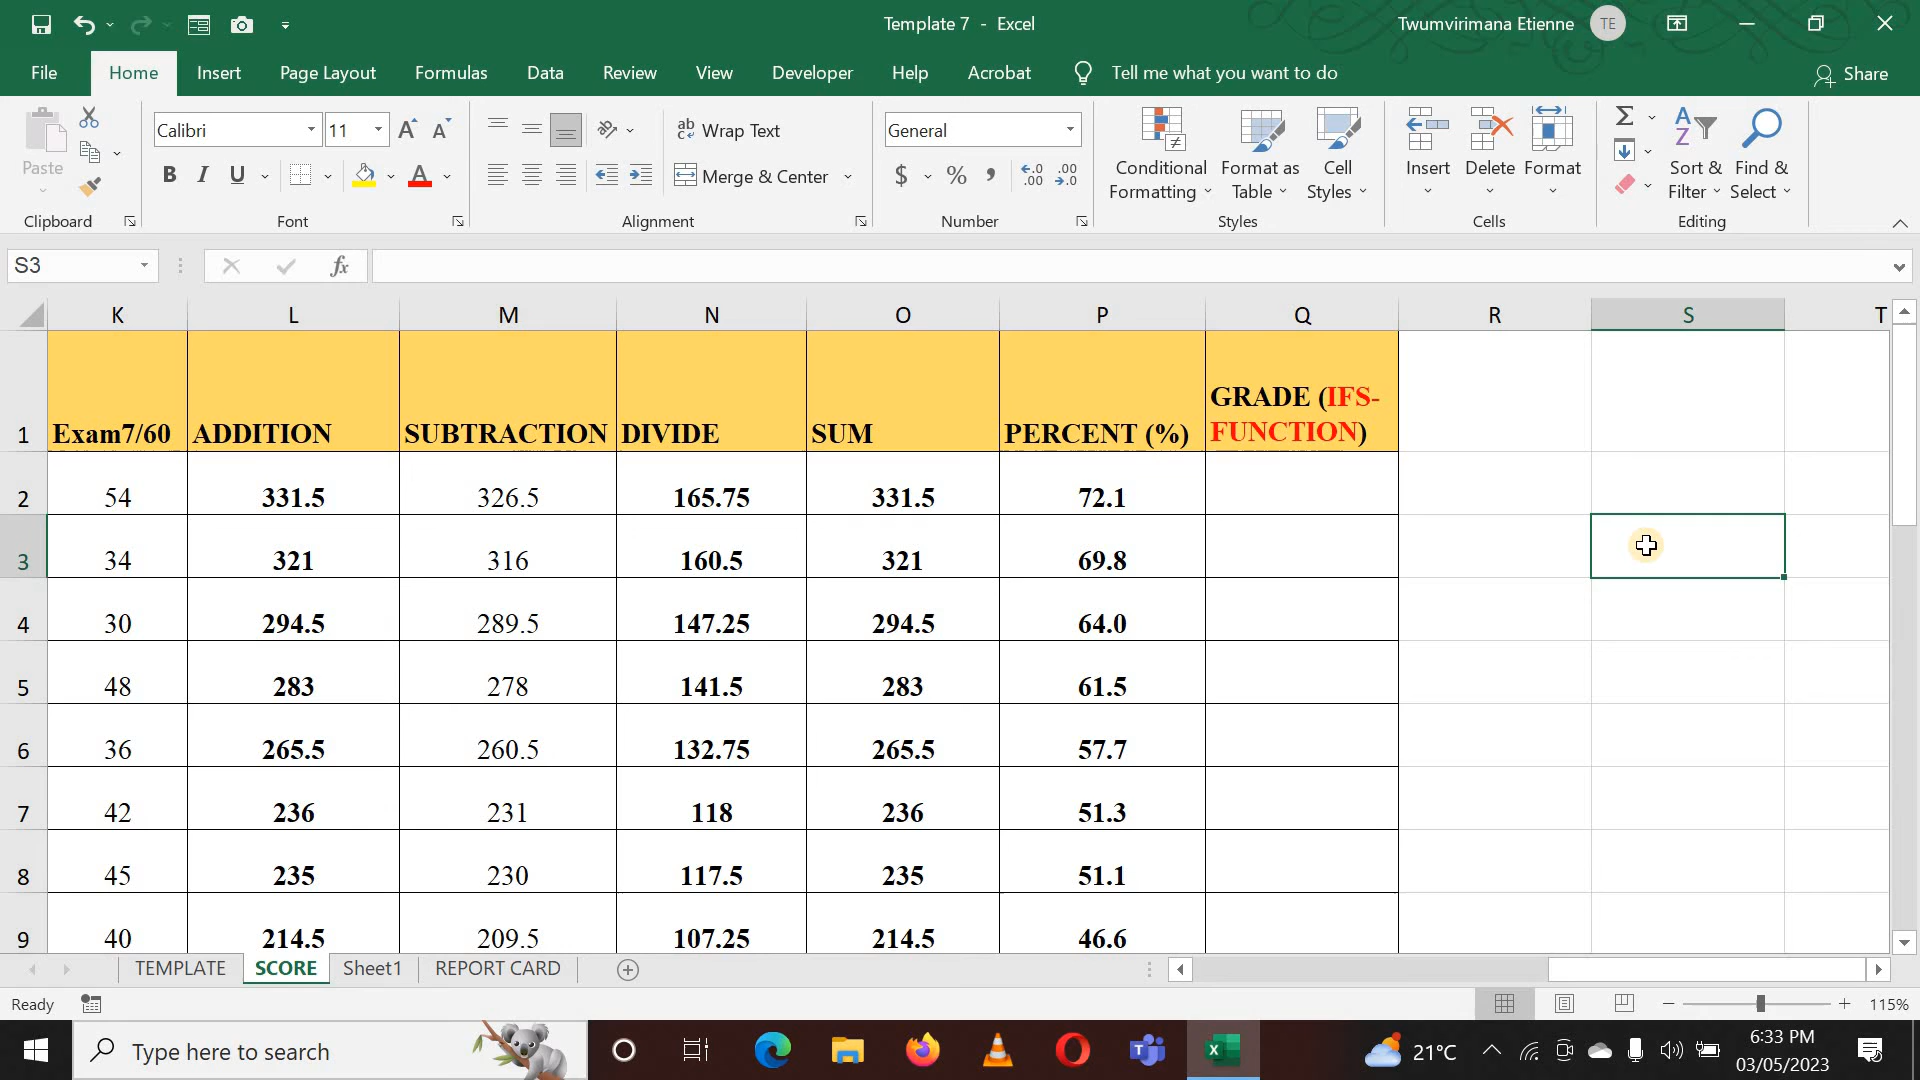 Template 7 - Excel
Twumvirimana Etienne
TE
File Home Insert Page Layout Formulas Data Review View Developer Help Acrobat Tell me what you want to do Share
Paste
Clipboard
Calibri 11
A A
B I U A
Font
ab Wrap Text
Merge & Center
Alignment
General
$ % , .00 .00
Number
Conditional Formatting
Format as Table
Cell Styles
Styles
Insert Delete Format
Cells
Sort & Filter
Find & Select
Editing
S3 fx
K L M N O P Q R S T
1 Exam7/60 ADDITION SUBTRACTION DIVIDE SUM PERCENT (%) GRADE (IFS-
FUNCTION)
2 54 331.5 326.5 165.75 331.5 72.1
3 34 321 316 160.5 321 69.8
4 30 294.5 289.5 147.25 294.5 64.0
5 48 283 278 141.5 283 61.5
6 36 265.5 260.5 132.75 265.5 57.7
7 42 236 231 118 236 51.3
8 45 235 230 117.5 235 51.1
9 40 214.5 209.5 107.25 214.5 46.6
TEMPLATE SCORE Sheet1 REPORT CARD
Ready 115%
Type here to search 21°C 6:33 PM
03/05/2023